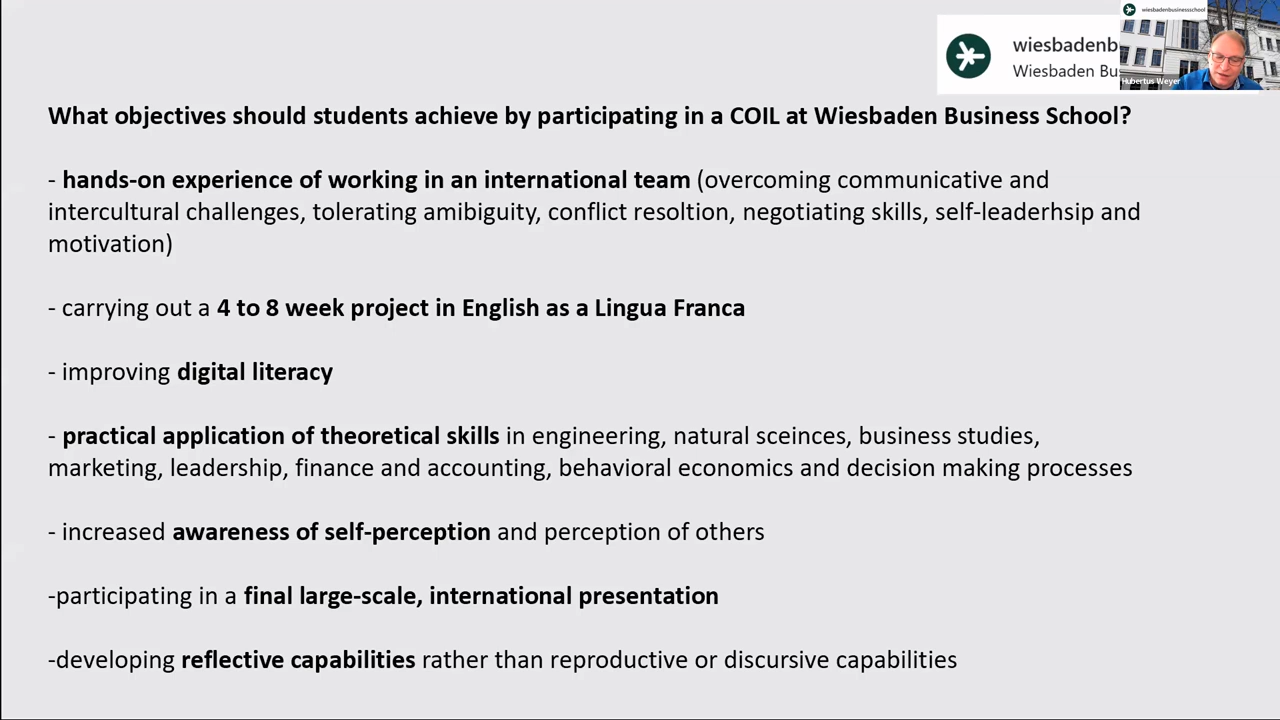 wiesbadenbusinessschool
wiesbadenb
Wiesbaden Bu
Hubertus Weyer
What objectives should students achieve by participating in a COIL at Wiesbaden Business School?
- hands-on experience of working in an international team (overcoming communicative and
intercultural challenges, tolerating amibiguity, conflict resoltion, negotiating skills, self-leaderhsip and
motivation)
- carrying out a 4 to 8 week project in English as a Lingua Franca
- improving digital literacy
- practical application of theoretical skills in engineering, natural sceinces, business studies,
marketing, leadership, finance and accounting, behavioral economics and decision making processes
- increased awareness of self-perception and perception of others
-participating in a final large-scale, international presentation
-developing reflective capabilities rather than reproductive or discursive capabilities